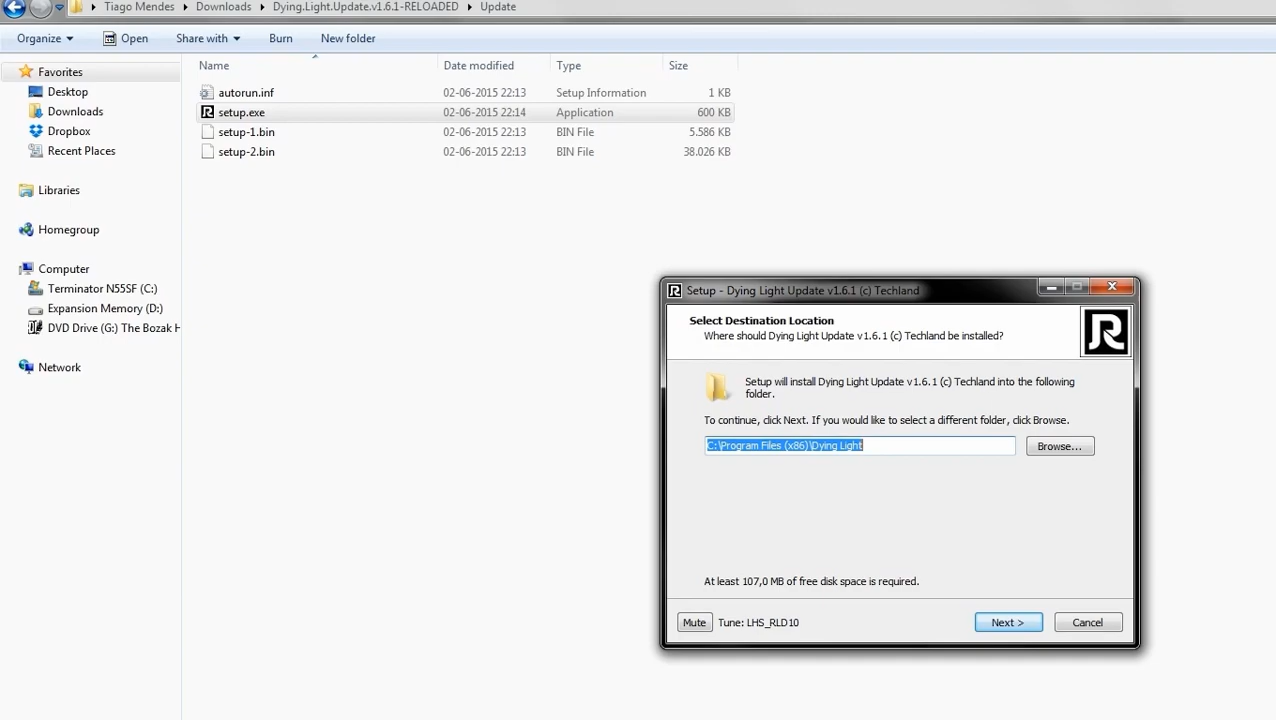 Tiago Mendes Downloads Dying.Light.Update.v1.6.1-RELOADED Update
Organize Open Share with Burn New folder
Name Date modified Type Size
autorun.inf 02-06-2015 22:13 Setup Information 1 KB
setup.exe 02-06-2015 22:14 Application 600 KB
setup-1.bin 02-06-2015 22:13 BIN File 5.586 KB
setup-2.bin 02-06-2015 22:13 BIN File 38.026 KB
Favorites
Desktop
Downloads
Dropbox
Recent Places
Libraries
Homegroup
Computer
Terminator N55SF (C:)
Expansion Memory (D:)
DVD Drive (G:) The Bozak H
Network
Setup - Dying Light Update v1.6.1 (c) Techland
Select Destination Location
Where should Dying Light Update v1.6.1 (c) Techland be installed?
Setup will install Dying Light Update v1.6.1 (c) Techland into the following
folder.
To continue, click Next. If you would like to select a different folder, click Browse.
C:\Program Files (x86)\Dying Light
Browse...
At least 107,0 MB of free disk space is required.
Mute Tune: LHS_RLD10 Next > Cancel